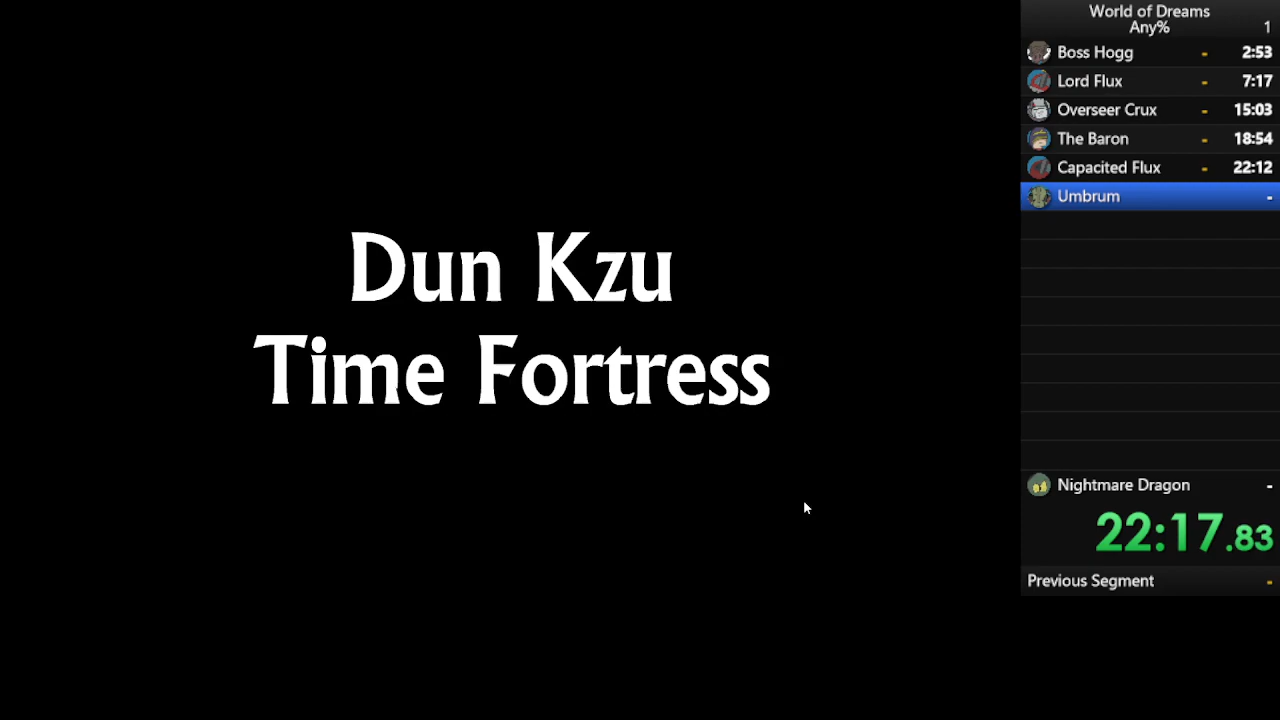 Dun Kzu
Time Fortress
World of Dreams
Any% 1
Boss Hogg - 2:53
Lord Flux - 7:17
Overseer Crux - 15:03
The Baron - 18:54
Capacited Flux - 22:12
Umbrum -
Nightmare Dragon -
22:17.83
Previous Segment -